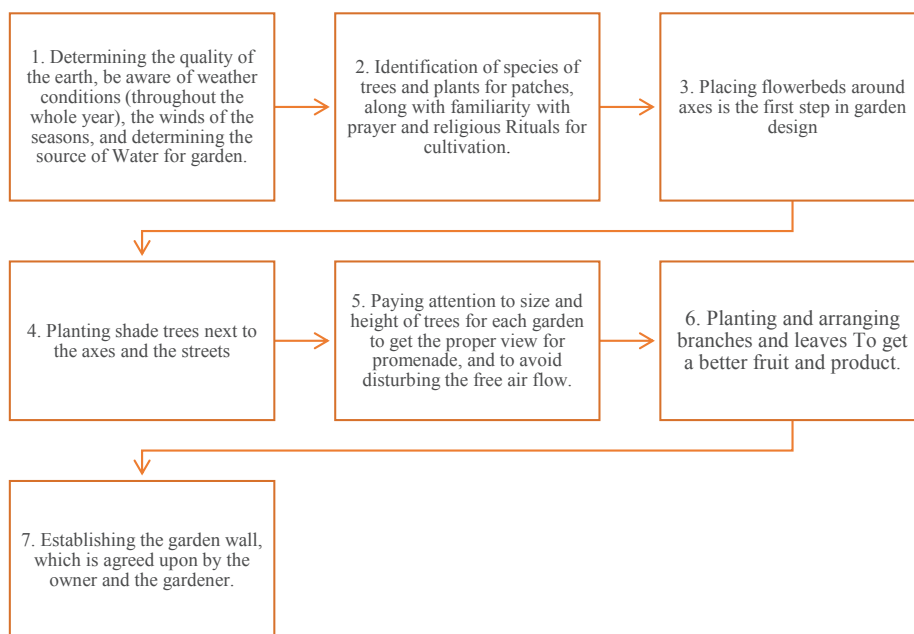 1. Determining the quality of
the earth, be aware of weather
conditions (throughout the
whole year), the winds of the
seasons, and determining the
source of Water for garden.
2. Identification of species of
trees and plants for patches,
along with familiarity with
prayer and religious Rituals for
cultivation.
3. Placing flowerbeds around
axes is the first step in garden
design
4. Planting shade trees next to
the axes and the streets
5. Paying attention to size and
height of trees for each garden
to get the proper view for
promenade, and to avoid
disturbing the free air flow.
6. Planting and arranging
branches and leaves To get
a better fruit and product.
7. Establishing the garden wall,
which is agreed upon by the
owner and the gardener.